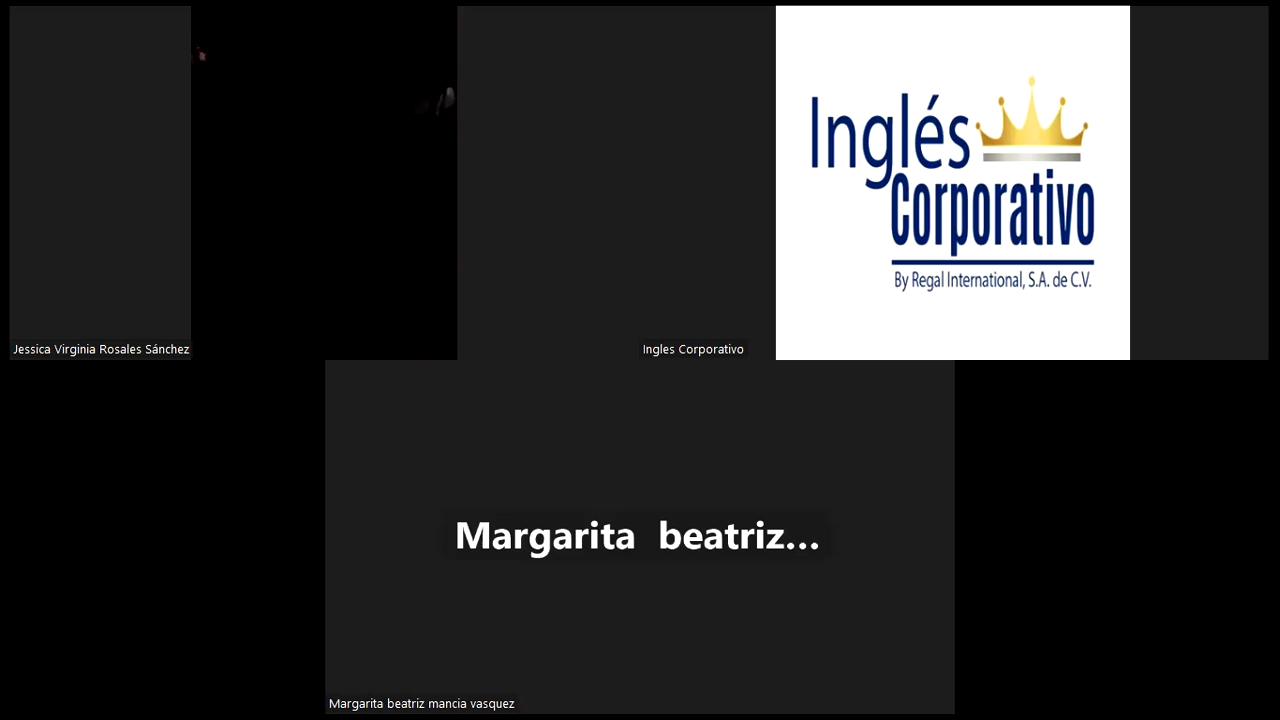 Inglés
Corporativo
By Regal International, S.A. de C.V.
Jessica Virginia Rosales Sánchez
Ingles Corporativo
Margarita beatriz...
Margarita beatriz mancia vasquez